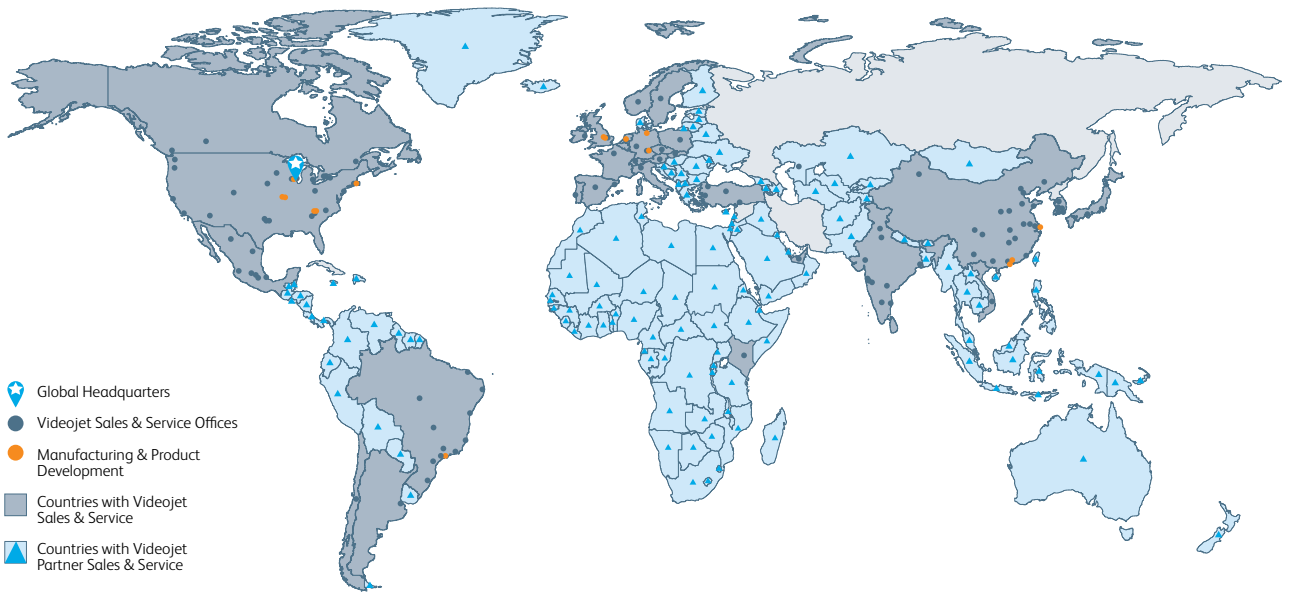 Global Headquarters
Videojet Sales & Service Offices
Manufacturing & Product
Development
Countries with Videojet
Sales & Service
Countries with Videojet
Partner Sales & Service